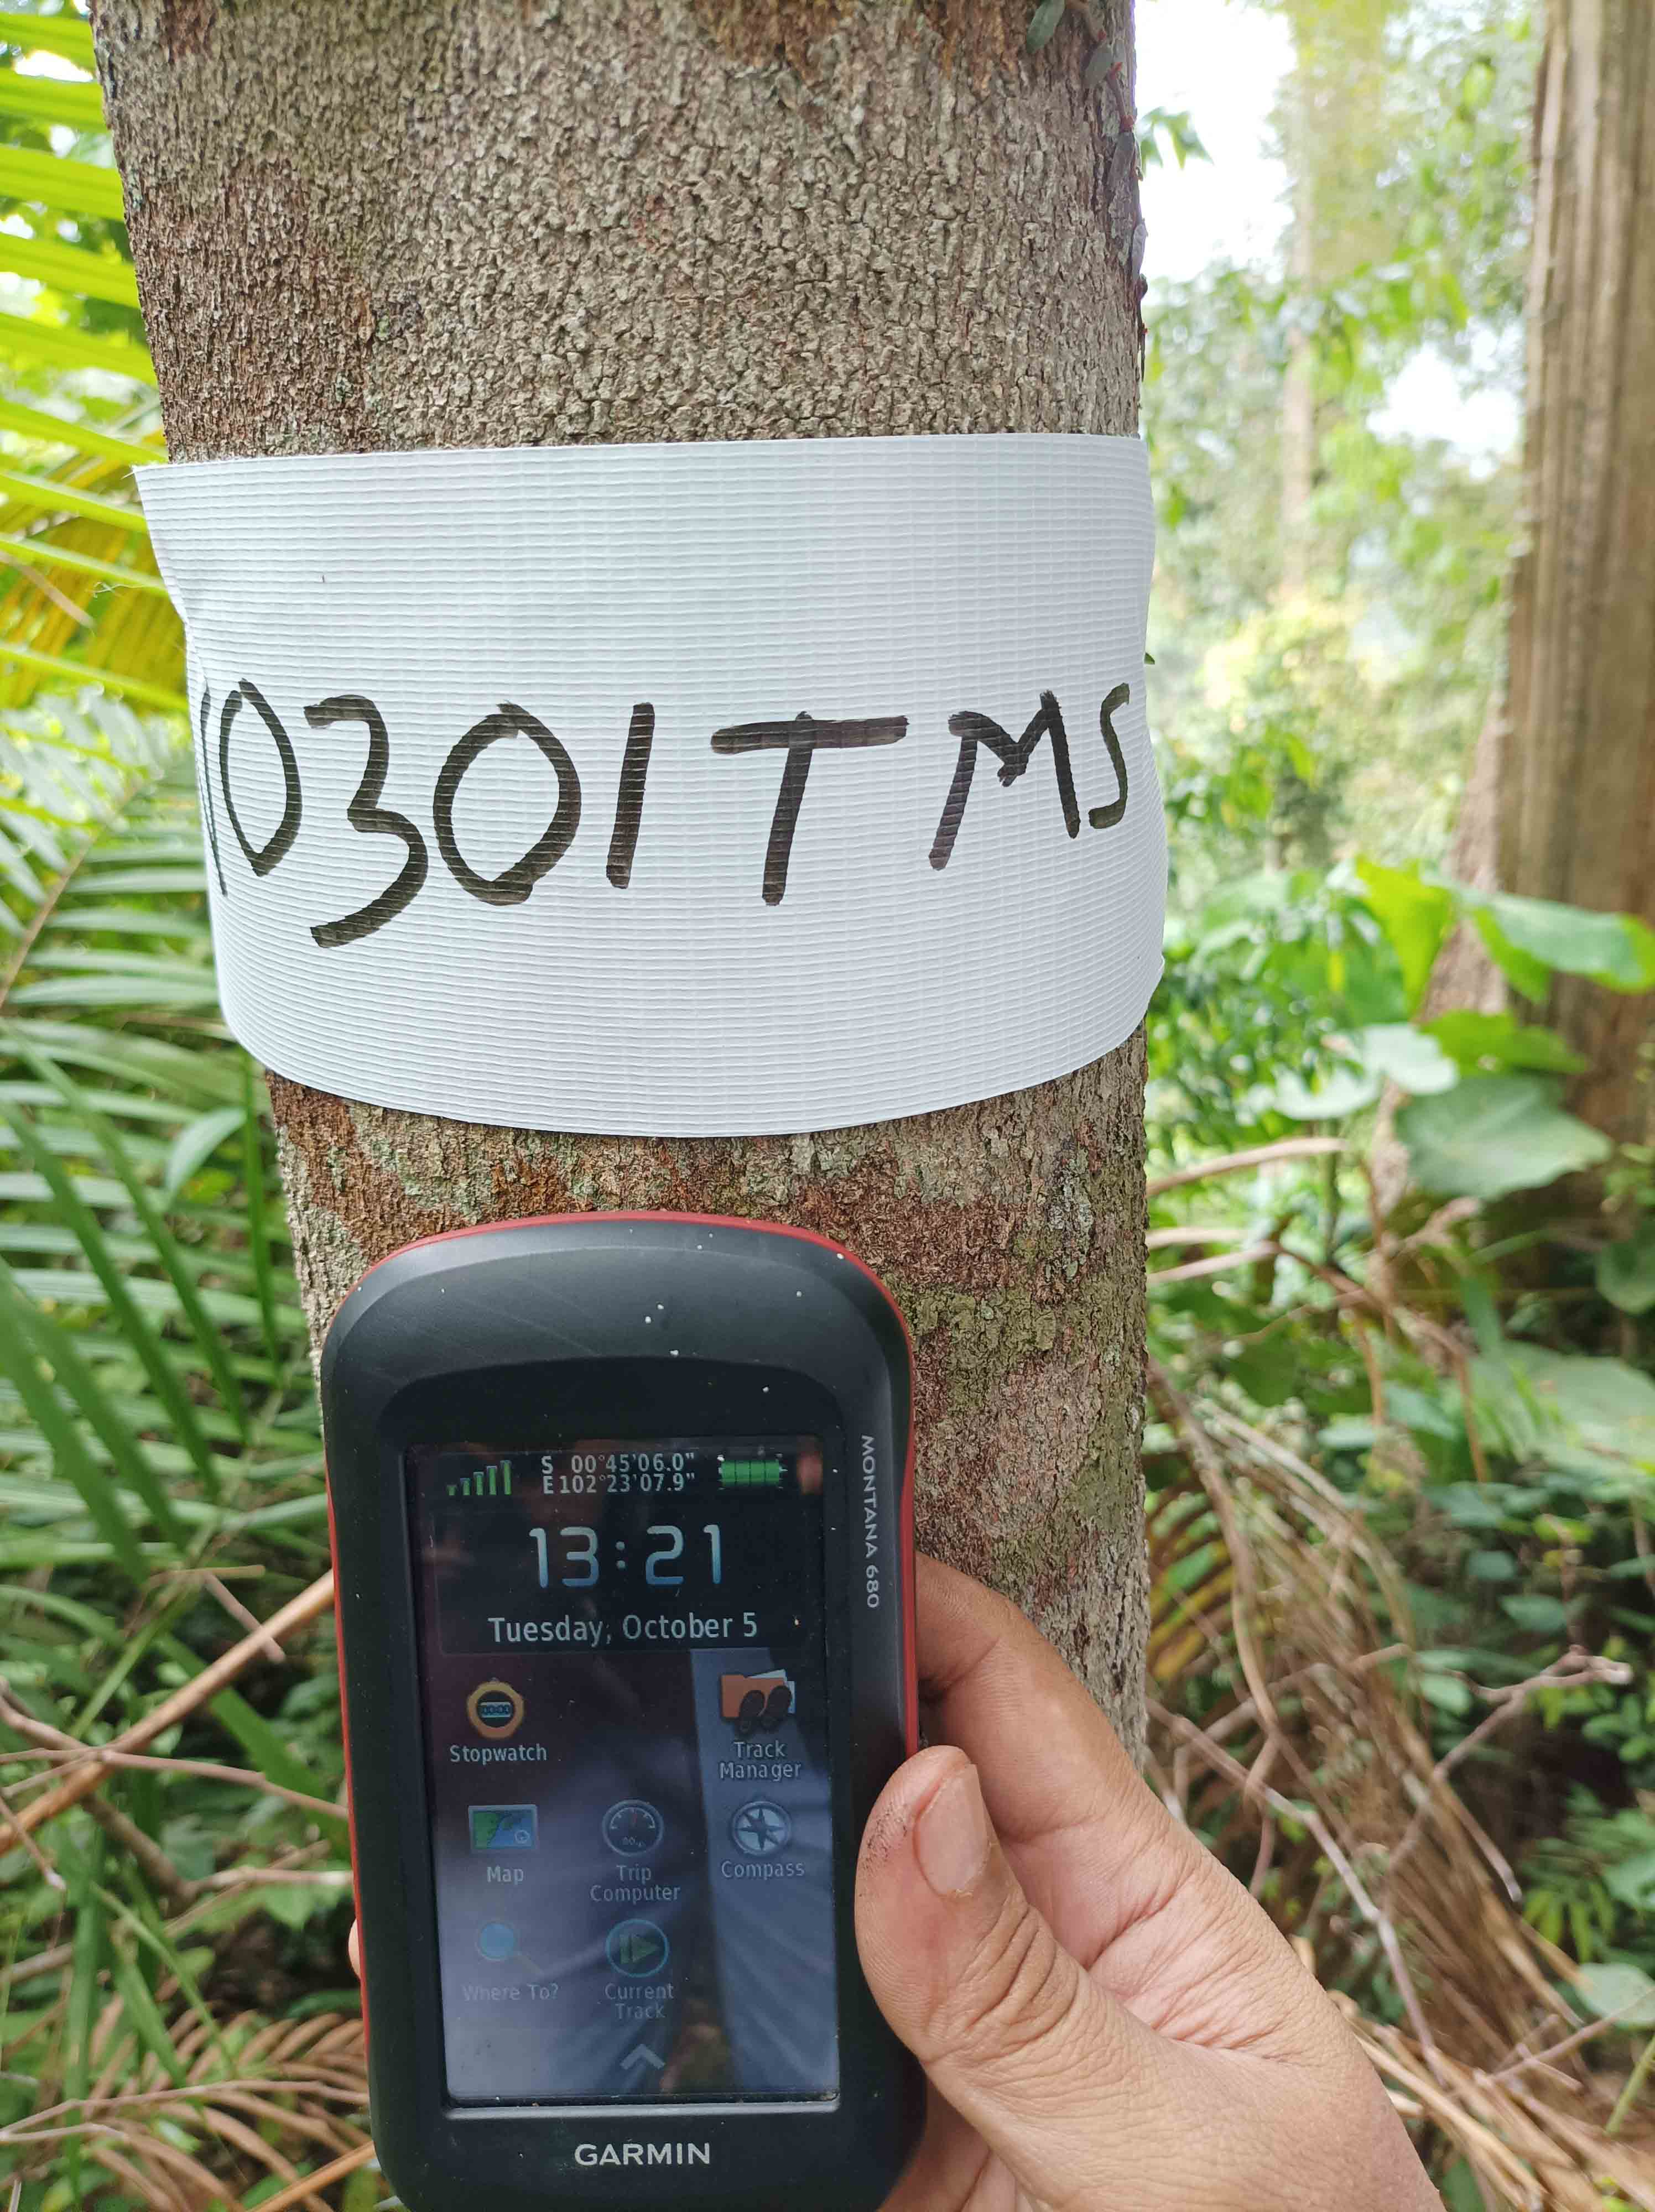 10301TMS
MONTANA 680
S 00°45'06.0"
E 102°23'07.9"
13:21
Tuesday, October 5
Stopwatch
Track
Manager
Map
Trip
Computer
Compass
Where To?
Current
Track
GARMIN